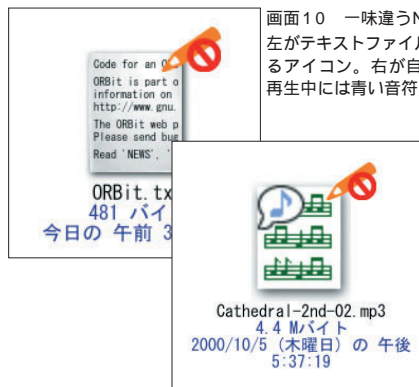 画面10 一味違うN
左がテキストファイル
るアイコン。右が自
再生中には青い音符
Code for an O
ORBit is part o
information on
http://www.gnu.
The ORBit web p
Please send bug
Read 'NEWS', '
ORBit.tx
481 バイ
今日の 午前 3
Cathedral-2nd-02.mp3
4.4 Mバイト
2000/10/5 (木曜日) の 午後
5:37:19